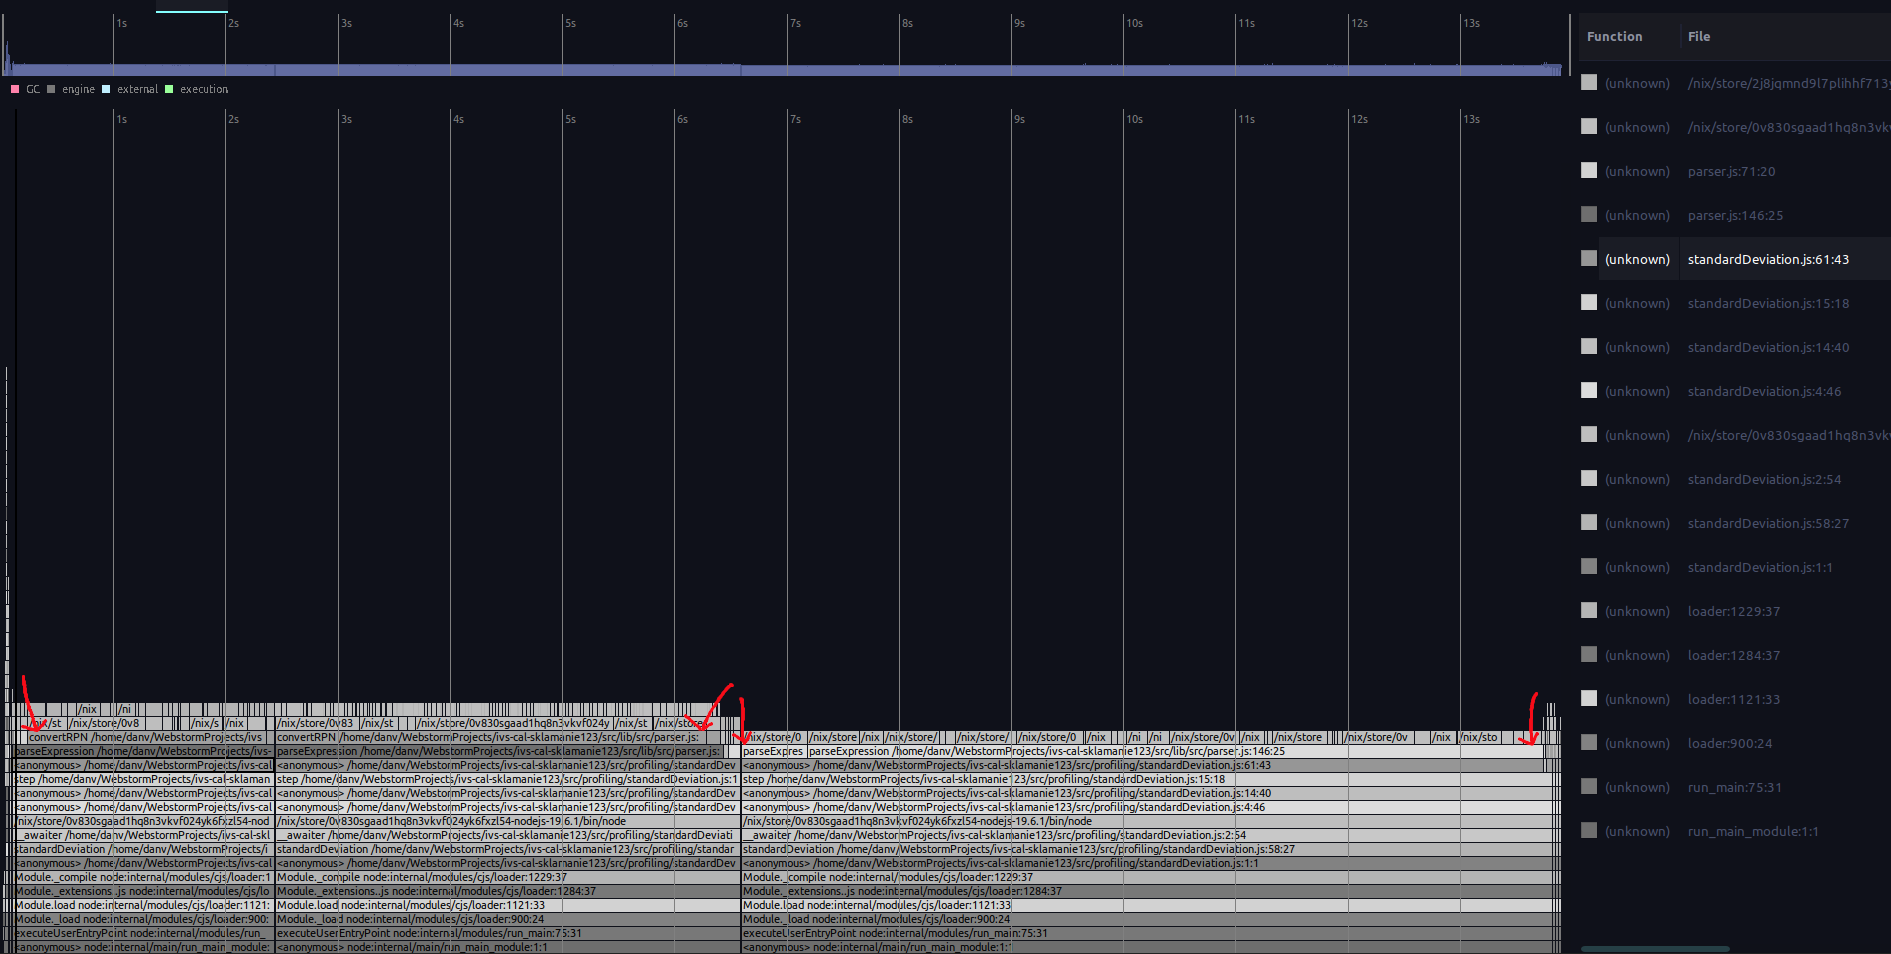 1s 2s 3s 4s 5s 6s 7s 8s 9s 10s 11s 12s 13s
GC engine external execution
1s 2s 3s 4s 5s 6s 7s 8s 9s 10s 11s 12s 13s
/nix /ni
/nix/st /nix/store/0v8 /nix/s /nix /nix/store/0v83 /nix/st /nix/store/0v830sgaad1hq8n3vkvf024y /nix/st /nix/store
convertRPN /home/danv/WebstormProjects/ivs convertRPN /home/danv/WebstormProjects/ivs-cal-sklamanie123/src/lib/src/parser.js: /nix/store/0 /nix/store /nix /nix/store/ /nix/store/ /nix/store/0 /nix /ni /ni /nix/store/0v /nix /nix/store /nix/store/0v /nix /nix/sto
parseExpression /home/danv/WebstormProjects/ivs- parseExpression /home/danv/WebstormProjects/ivs-cal-sklamanie123/src/lib/src/parser.js: parseExpres parseExpression /home/danv/WebstormProjects/ivs-cal-sklamanie123/src/lib/src/parser.js:146:25
<anonymous> /home/danv/WebstormProjects/ivs-cal <anonymous> /home/danv/WebstormProjects/ivs-cal-sklamanie123/src/profiling/standardDev <anonymous> /home/danv/WebstormProjects/ivs-cal-sklamanie123/src/profiling/standardDeviation.js:61:43
step /home/danv/WebstormProjects/ivs-cal-sklaman step /home/danv/WebstormProjects/ivs-cal-sklamanie123/src/profiling/standardDeviation.js:1 step /home/danv/WebstormProjects/ivs-cal-sklamanie123/src/profiling/standardDeviation.js:15:18
<anonymous> /home/danv/WebstormProjects/ivs-cal <anonymous> /home/danv/WebstormProjects/ivs-cal-sklamanie123/src/profiling/standardDev <anonymous> /home/danv/WebstormProjects/ivs-cal-sklamanie123/src/profiling/standardDeviation.js:14:40
<anonymous> /home/danv/WebstormProjects/ivs-cal <anonymous> /home/danv/WebstormProjects/ivs-cal-sklamanie123/src/profiling/standardDev <anonymous> /home/danv/WebstormProjects/ivs-cal-sklamanie123/src/profiling/standardDeviation.js:4:46
/nix/store/0v830sgaad1hq8n3vkvf024yk6fxzl54-nod /nix/store/0v830sgaad1hq8n3vkvf024yk6fxzl54-nodejs-19.6.1/bin/node /nix/store/0v830sgaad1hq8n3vkvf024yk6fxzl54-nodejs-19.6.1/bin/node
__awaiter /home/danv/WebstormProjects/ivs-cal-skl __awaiter /home/danv/WebstormProjects/ivs-cal-sklamanie123/src/profiling/standardDeviati __awaiter /home/danv/WebstormProjects/ivs-cal-sklamanie123/src/profiling/standardDeviation.js:2:54
standardDeviation /home/danv/WebstormProjects/i standardDeviation /home/danv/WebstormProjects/ivs-cal-sklamanie123/src/profiling/standar standardDeviation /home/danv/WebstormProjects/ivs-cal-sklamanie123/src/profiling/standardDeviation.js:58:27
<anonymous> /home/danv/WebstormProjects/ivs-cal <anonymous> /home/danv/WebstormProjects/ivs-cal-sklamanie123/src/profiling/standardDev <anonymous> /home/danv/WebstormProjects/ivs-cal-sklamanie123/src/profiling/standardDeviation.js:1:1
Module._compile node:internal/modules/cjs/loader:1 Module._compile node:internal/modules/cjs/loader:1229:37 Module._compile node:internal/modules/cjs/loader:1229:37
Module._extensions..js node:internal/modules/cjs/lo Module._extensions..js node:internal/modules/cjs/loader:1284:37 Module._extensions..js node:internal/modules/cjs/loader:1284:37
Module.load node:internal/modules/cjs/loader:1121: Module.load node:internal/modules/cjs/loader:1121:33 Module.load node:internal/modules/cjs/loader:1121:33
Module._load node:internal/modules/cjs/loader:900: Module._load node:internal/modules/cjs/loader:900:24 Module._load node:internal/modules/cjs/loader:900:24
executeUserEntryPoint node:internal/modules/run_ executeUserEntryPoint node:internal/modules/run_main:75:31 executeUserEntryPoint node:internal/modules/run_main:75:31
<anonymous> node:internal/main/run_main_module: <anonymous> node:internal/main/run_main_module:1:1 <anonymous> node:internal/main/run_main_module:1:1
Function File
(unknown) /nix/store/2j8jqmnd9l7plihhf713y
(unknown) /nix/store/0v830sgaad1hq8n3vkv
(unknown) parser.js:71:20
(unknown) parser.js:146:25
(unknown) standardDeviation.js:61:43
(unknown) standardDeviation.js:15:18
(unknown) standardDeviation.js:14:40
(unknown) standardDeviation.js:4:46
(unknown) /nix/store/0v830sgaad1hq8n3vkv
(unknown) standardDeviation.js:2:54
(unknown) standardDeviation.js:58:27
(unknown) standardDeviation.js:1:1
(unknown) loader:1229:37
(unknown) loader:1284:37
(unknown) loader:1121:33
(unknown) loader:900:24
(unknown) run_main:75:31
(unknown) run_main_module:1:1